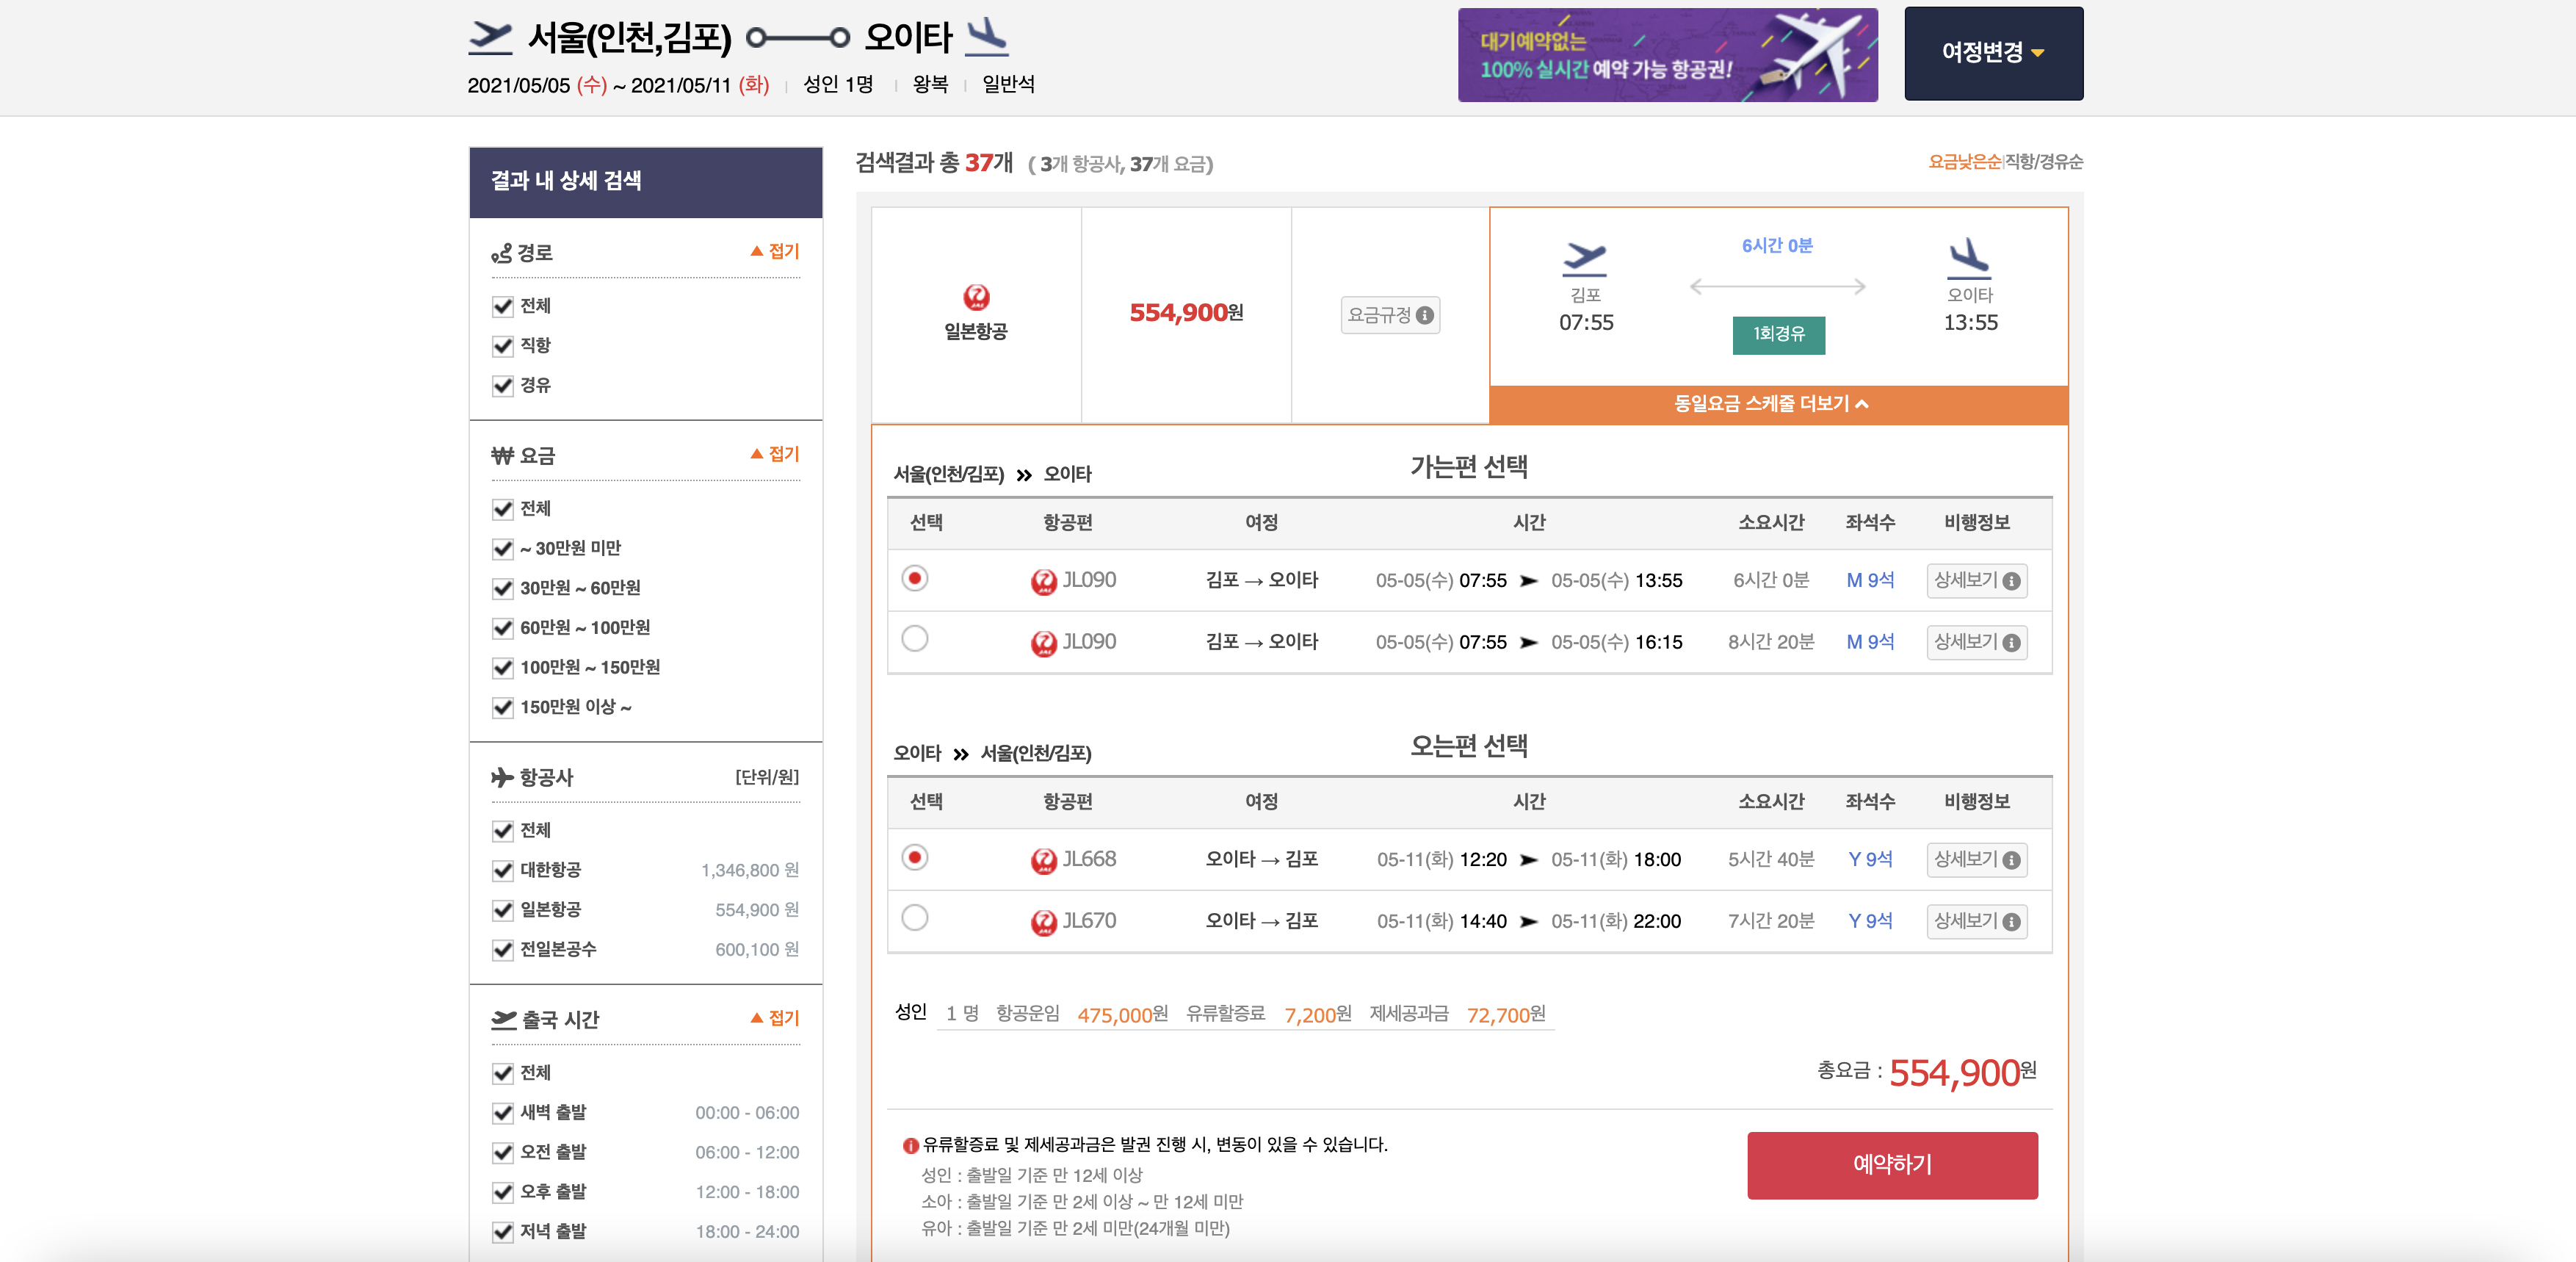 서울(인천,김포) 오이타
2021/05/05 (수) ~ 2021/05/11 (화) 성인 1명 왕복 일반석
대기예약없는
100% 실시간 예약 가능 항공권!
여정변경
결과 내 상세 검색
경로 접기
전체
직항
경유
₩ 요금 접기
전체
~ 30만원 미만
30만원 ~ 60만원
60만원 ~ 100만원
100만원 ~ 150만원
150만원 이상 ~
항공사 [단위/원]
전체
대한항공 1,346,800 원
일본항공 554,900 원
전일본공수 600,100 원
출국 시간 접기
전체
새벽 출발 00:00 - 06:00
오전 출발 06:00 - 12:00
오후 출발 12:00 - 18:00
저녁 출발 18:00 - 24:00
검색결과 총 37개 ( 3개 항공사, 37개 요금)
요금낮은순 직항/경유순
일본항공
554,900원
요금규정
6시간 0분
김포 오이타
07:55 13:55
1회경유
동일요금 스케줄 더보기
서울(인천/김포) » 오이타 가는편 선택
선택 항공편 여정 시간 소요시간 좌석수 비행정보
JL090 김포 → 오이타 05-05(수) 07:55 ➤ 05-05(수) 13:55 6시간 0분 M 9석 상세보기
JL090 김포 → 오이타 05-05(수) 07:55 ➤ 05-05(수) 16:15 8시간 20분 M 9석 상세보기
오이타 » 서울(인천/김포) 오는편 선택
선택 항공편 여정 시간 소요시간 좌석수 비행정보
JL668 오이타 → 김포 05-11(화) 12:20 ➤ 05-11(화) 18:00 5시간 40분 Y 9석 상세보기
JL670 오이타 → 김포 05-11(화) 14:40 ➤ 05-11(화) 22:00 7시간 20분 Y 9석 상세보기
성인 1 명 항공운임 475,000원 유류할증료 7,200원 제세공과금 72,700원
총요금 : 554,900원
유류할증료 및 제세공과금은 발권 진행 시, 변동이 있을 수 있습니다.
성인 : 출발일 기준 만 12세 이상
소아 : 출발일 기준 만 2세 이상 ~ 만 12세 미만
유아 : 출발일 기준 만 2세 미만(24개월 미만)
예약하기